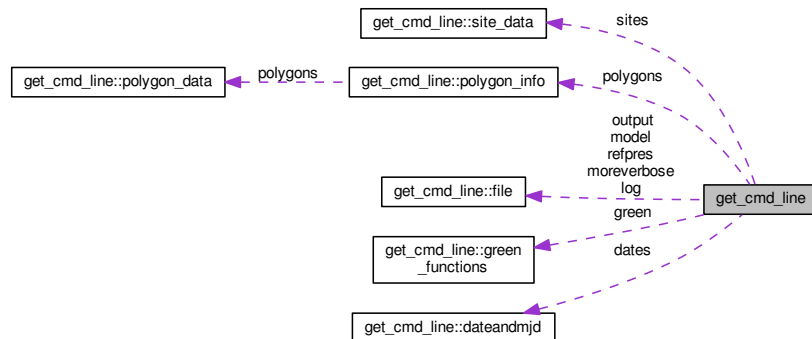 get_cmd_line::site_data
sites
get_cmd_line::polygon_data
polygons
get_cmd_line::polygon_info
polygons
output
model
refpres
moreverbose
log
get_cmd_line::file
get_cmd_line
green
get_cmd_line::green
_functions
dates
get_cmd_line::dateandmjd